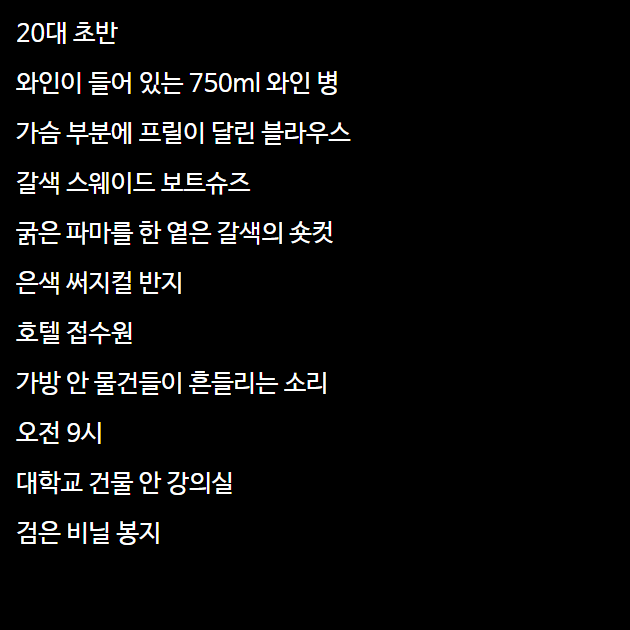 20대 초반
와인이 들어 있는 750ml 와인 병
가슴 부분에 프릴이 달린 블라우스
갈색 스웨이드 보트슈즈
굵은 파마를 한 옅은 갈색의 숏컷
은색 써지컬 반지
호텔 접수원
가방 안 물건들이 흔들리는 소리
오전 9시
대학교 건물 안 강의실
검은 비닐 봉지